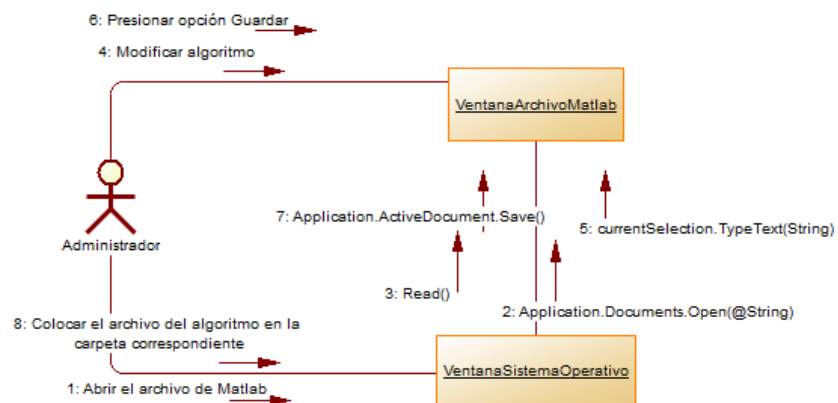 6: Presionar opción Guardar
4: Modificar algoritmo
VentanaArchivoMatlab
7: Application.ActiveDocument.Save()
5: currentSelection.TypeText(String)
Administrador
3: Read()
2: Application.Documents.Open(@String)
8: Colocar el archivo del algoritmo en la
carpeta correspondiente
VentanaSistemaOperativo
1: Abrir el archivo de Matlab